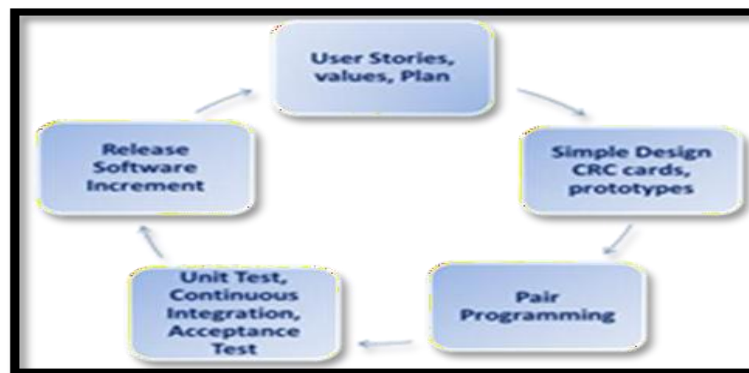 User Stories,
values, Plan
Simple Design
CRC cards,
prototypes
Pair
Programming
Unit Test,
Continuous
Integration,
Acceptance
Test
Release
Software
Increment